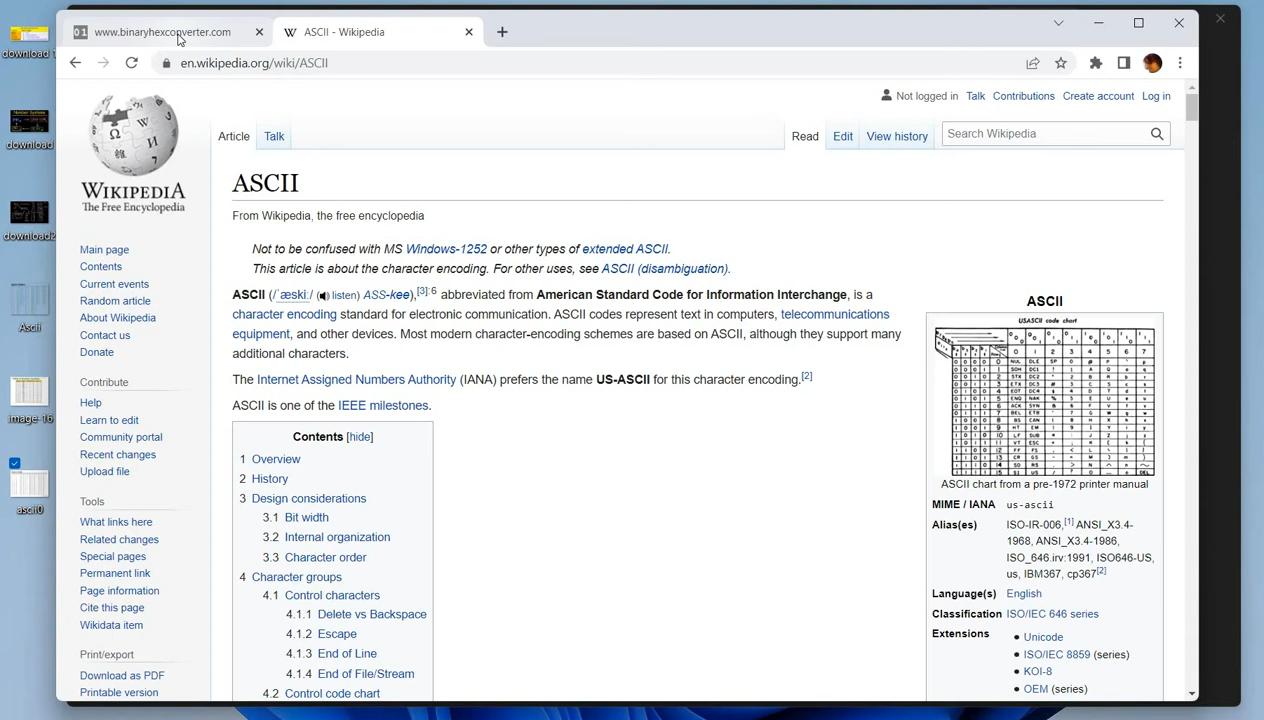 download 1
download
download2
Ascii
image-16
ascii0
01 www.binaryhexconverter.com
W ASCII - Wikipedia
en.wikipedia.org/wiki/ASCII
Not logged in Talk Contributions Create account Log in
Article Talk Read Edit View history Search Wikipedia
WIKIPEDIA
The Free Encyclopedia
Main page
Contents
Current events
Random article
About Wikipedia
Contact us
Donate
Contribute
Help
Learn to edit
Community portal
Recent changes
Upload file
Tools
What links here
Related changes
Special pages
Permanent link
Page information
Cite this page
Wikidata item
Print/export
Download as PDF
Printable version
ASCII
From Wikipedia, the free encyclopedia
Not to be confused with MS Windows-1252 or other types of extended ASCII.
This article is about the character encoding. For other uses, see ASCII (disambiguation).
ASCII (/ˈæskiː/ (listen) ASS-kee),[3]:6 abbreviated from American Standard Code for Information Interchange, is a
character encoding standard for electronic communication. ASCII codes represent text in computers, telecommunications
equipment, and other devices. Most modern character-encoding schemes are based on ASCII, although they support many
additional characters.
The Internet Assigned Numbers Authority (IANA) prefers the name US-ASCII for this character encoding.[2]
ASCII is one of the IEEE milestones.
Contents [hide]
1 Overview
2 History
3 Design considerations
3.1 Bit width
3.2 Internal organization
3.3 Character order
4 Character groups
4.1 Control characters
4.1.1 Delete vs Backspace
4.1.2 Escape
4.1.3 End of Line
4.1.4 End of File/Stream
4.2 Control code chart
ASCII
USASCII code chart
ASCII chart from a pre-1972 printer manual
MIME / IANA us-ascii
Alias(es) ISO-IR-006,[1] ANSI_X3.4-
1968, ANSI_X3.4-1986,
ISO_646.irv:1991, ISO646-US,
us, IBM367, cp367[2]
Language(s) English
Classification ISO/IEC 646 series
Extensions
Unicode
ISO/IEC 8859 (series)
KOI-8
OEM (series)